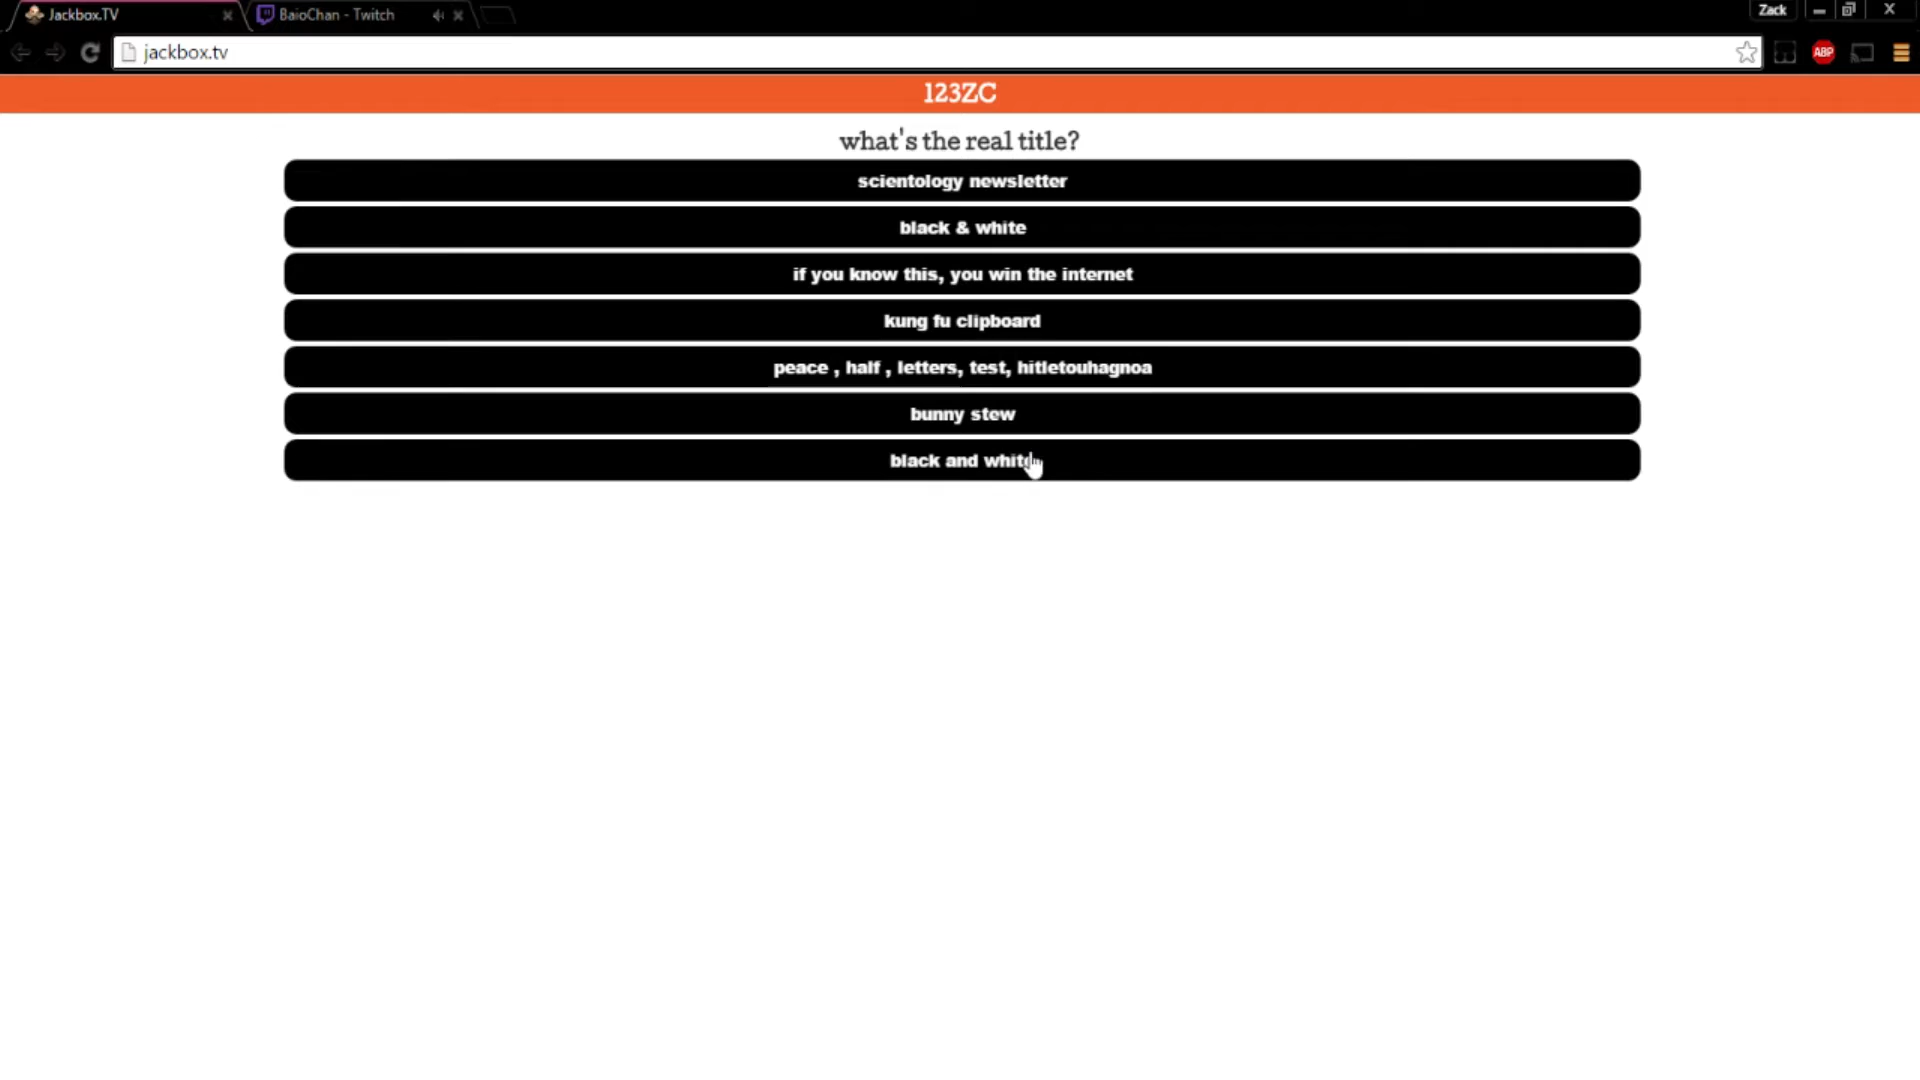 Jackbox.TV
BaioChan - Twitch
Zack
jackbox.tv
ABP
123ZC
what's the real title?
scientology newsletter
black & white
if you know this, you win the internet
kung fu clipboard
peace , half , letters, test, hitletouhagnoa
bunny stew
black and white